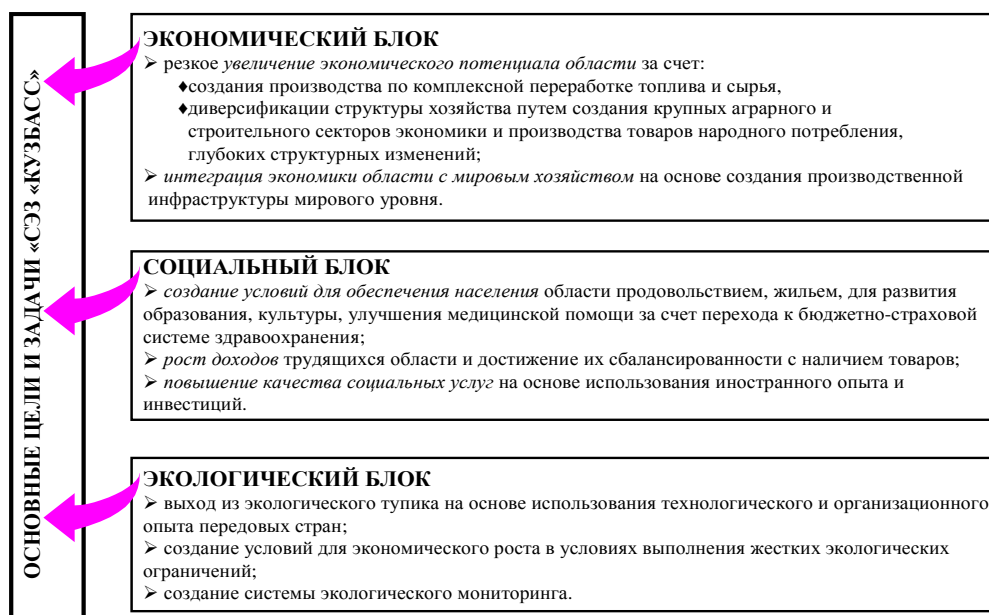 ОСНОВНЫЕ ЦЕЛИ И ЗАДАЧИ «СЭЗ «КУЗБАСС»
ЭКОНОМИЧЕСКИЙ БЛОК
➢ резкое увеличение экономического потенциала области за счет:
♦создания производства по комплексной переработке топлива и сырья,
♦диверсификации структуры хозяйства путем создания крупных аграрного и
строительного секторов экономики и производства товаров народного потребления,
глубоких структурных изменений;
➢ интеграция экономики области с мировым хозяйством на основе создания производственной
инфраструктуры мирового уровня.
СОЦИАЛЬНЫЙ БЛОК
➢ создание условий для обеспечения населения области продовольствием, жильем, для развития
образования, культуры, улучшения медицинской помощи за счет перехода к бюджетно-страховой
системе здравоохранения;
➢ рост доходов трудящихся области и достижение их сбалансированности с наличием товаров;
➢ повышение качества социальных услуг на основе использования иностранного опыта и
инвестиций.
ЭКОЛОГИЧЕСКИЙ БЛОК
➢ выход из экологического тупика на основе использования технологического и организационного
опыта передовых стран;
➢ создание условий для экономического роста в условиях выполнения жестких экологических
ограничений;
➢ создание системы экологического мониторинга.